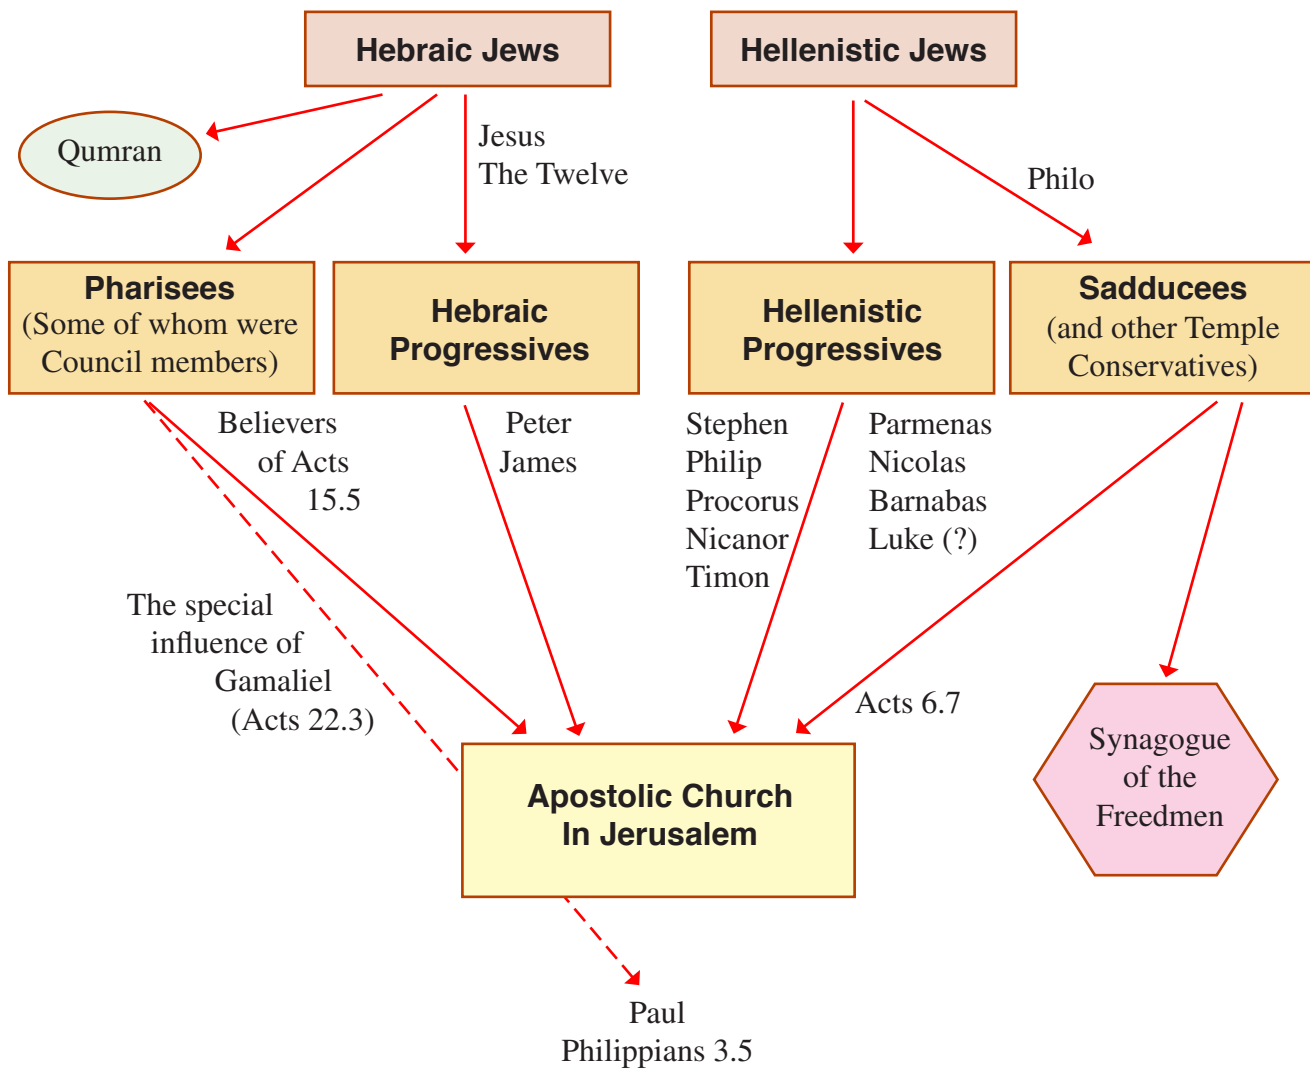 Hebraic Jews
Hellenistic Jews
Qumran
Jesus
The Twelve
Philo
Pharisees
(Some of whom were
Council members)
Hebraic
Progressives
Hellenistic
Progressives
Sadducees
(and other Temple
Conservatives)
Believers
of Acts
15.5
Peter
James
Stephen
Philip
Procorus
Nicanor
Timon
Parmenas
Nicolas
Barnabas
Luke (?)
The special
influence of
Gamaliel
(Acts 22.3)
Acts 6.7
Synagogue
of the
Freedmen
Apostolic Church
In Jerusalem
Paul
Philippians 3.5